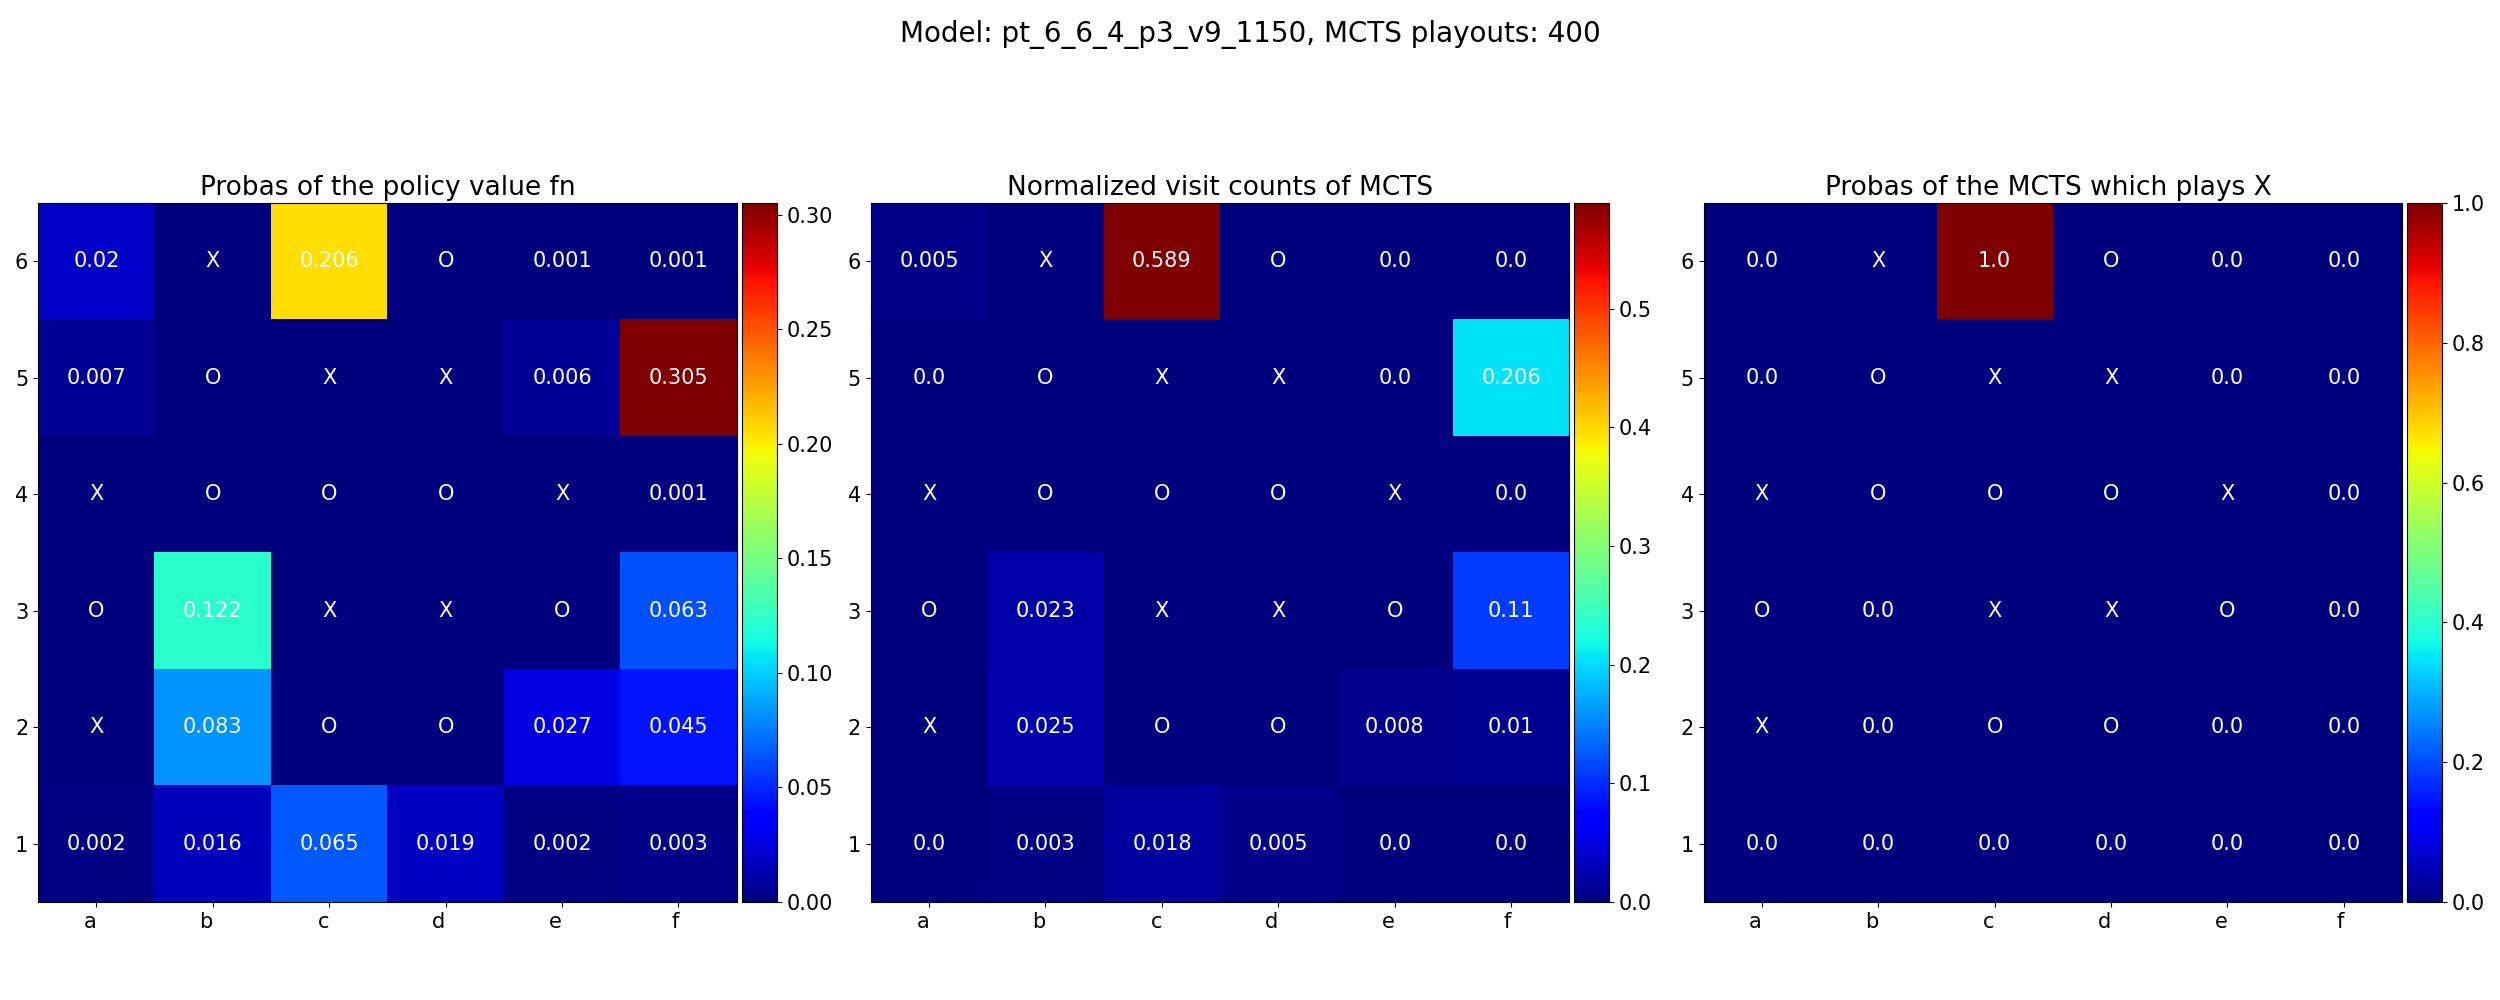 Model: pt_6_6_4_p3_v9_1150, MCTS playouts: 400
Probas of the policy value fn
6 0.02 X 0.206 O 0.001 0.001
5 0.007 O X X 0.006 0.305
4 X O O O X 0.001
3 O 0.122 X X O 0.063
2 X 0.083 O O 0.027 0.045
1 0.002 0.016 0.065 0.019 0.002 0.003
a b c d e f
0.30
0.25
0.20
0.15
0.10
0.05
0.00
Normalized visit counts of MCTS
6 0.005 X 0.589 O 0.0 0.0
5 0.0 O X X 0.0 0.206
4 X O O O X 0.0
3 O 0.023 X X O 0.11
2 X 0.025 O O 0.008 0.01
1 0.0 0.003 0.018 0.005 0.0 0.0
a b c d e f
0.5
0.4
0.3
0.2
0.1
0.0
Probas of the MCTS which plays X
6 0.0 X 1.0 O 0.0 0.0
5 0.0 O X X 0.0 0.0
4 X O O O X 0.0
3 O 0.0 X X O 0.0
2 X 0.0 O O 0.0 0.0
1 0.0 0.0 0.0 0.0 0.0 0.0
a b c d e f
1.0
0.8
0.6
0.4
0.2
0.0